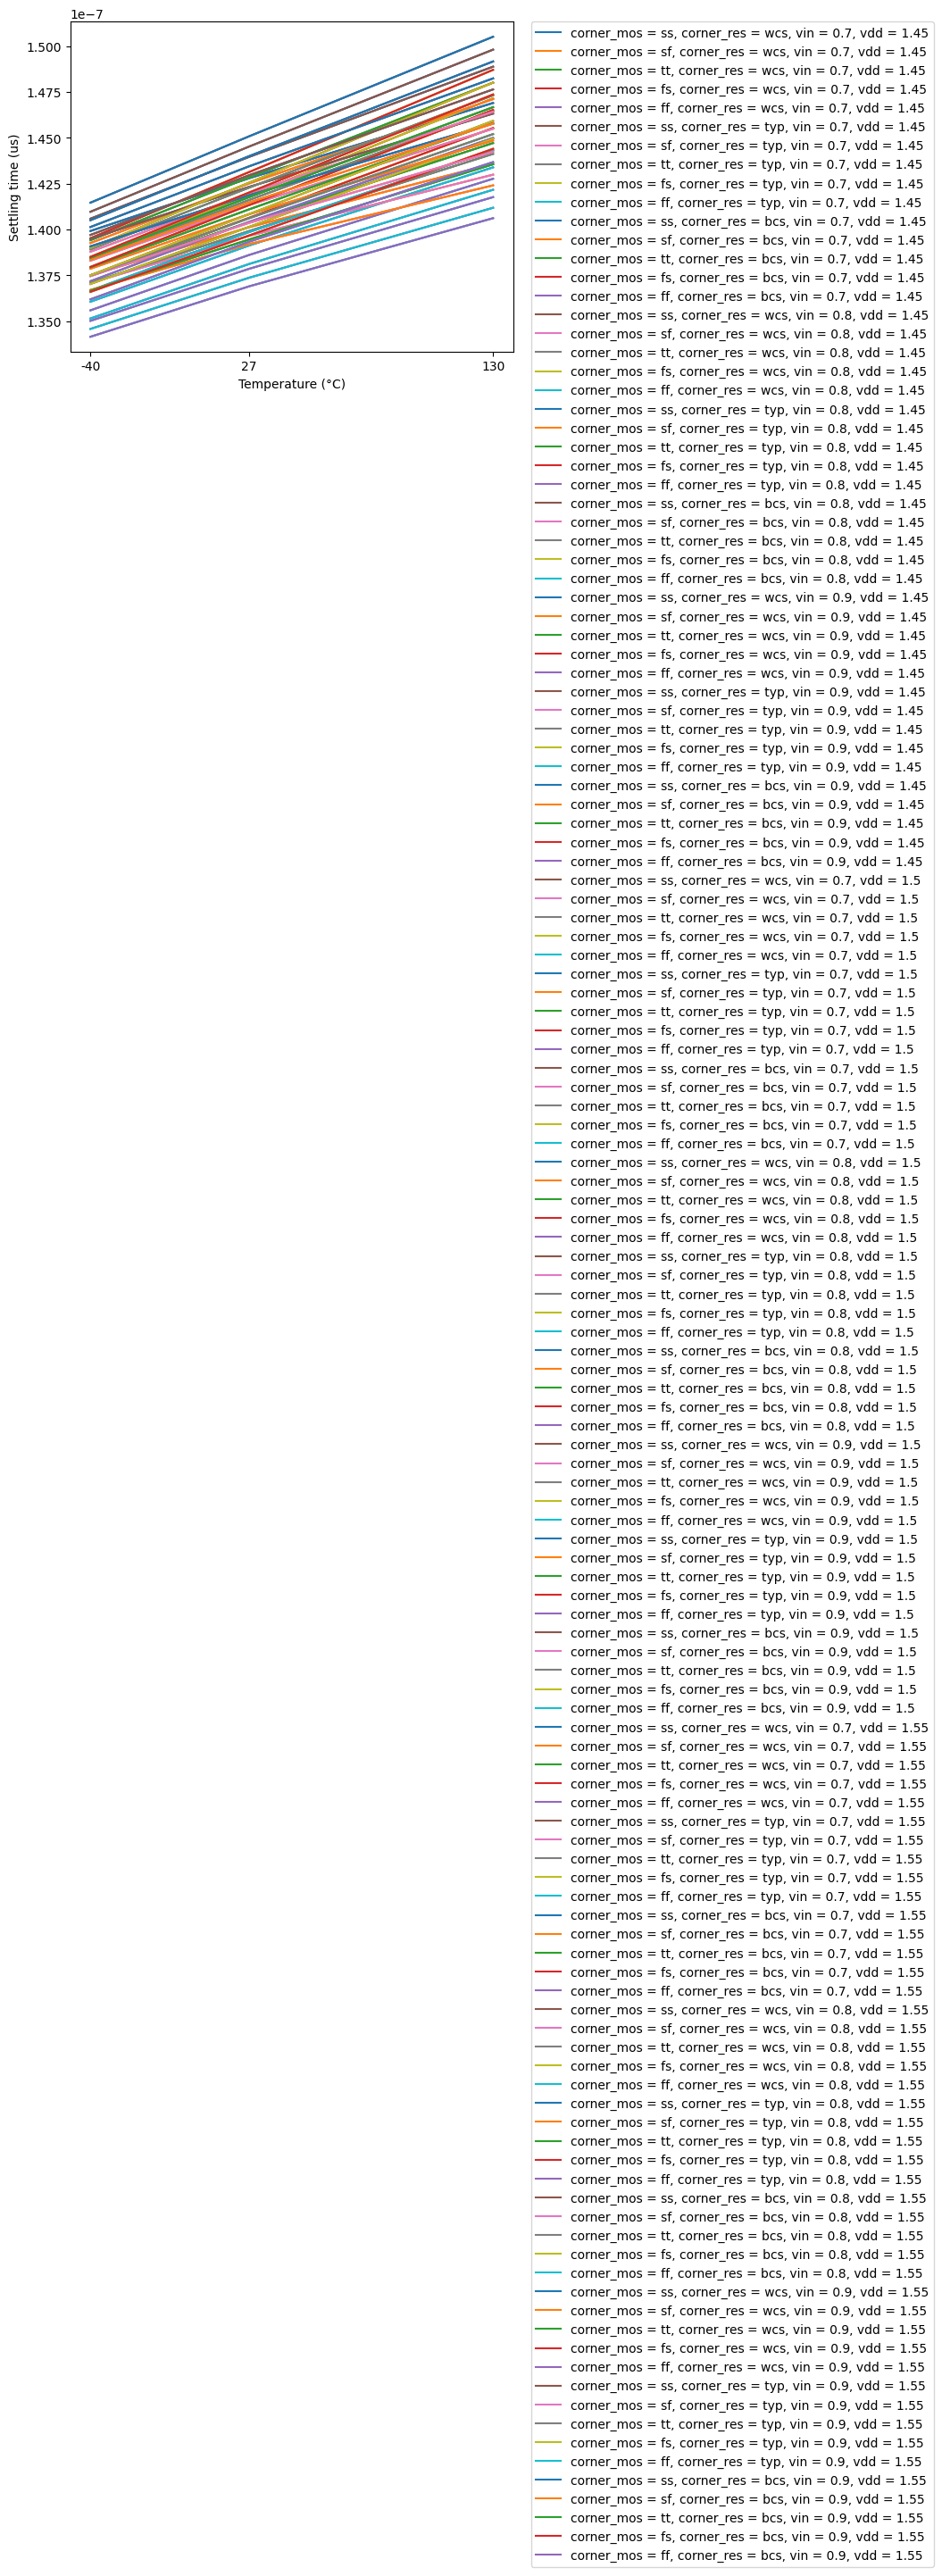 1e−7
1.500
1.475
1.450
1.425
1.400
1.375
1.350
Settling time (us)
-40
27
130
Temperature (°C)
corner_mos = ss, corner_res = wcs, vin = 0.7, vdd = 1.45
corner_mos = sf, corner_res = wcs, vin = 0.7, vdd = 1.45
corner_mos = tt, corner_res = wcs, vin = 0.7, vdd = 1.45
corner_mos = fs, corner_res = wcs, vin = 0.7, vdd = 1.45
corner_mos = ff, corner_res = wcs, vin = 0.7, vdd = 1.45
corner_mos = ss, corner_res = typ, vin = 0.7, vdd = 1.45
corner_mos = sf, corner_res = typ, vin = 0.7, vdd = 1.45
corner_mos = tt, corner_res = typ, vin = 0.7, vdd = 1.45
corner_mos = fs, corner_res = typ, vin = 0.7, vdd = 1.45
corner_mos = ff, corner_res = typ, vin = 0.7, vdd = 1.45
corner_mos = ss, corner_res = bcs, vin = 0.7, vdd = 1.45
corner_mos = sf, corner_res = bcs, vin = 0.7, vdd = 1.45
corner_mos = tt, corner_res = bcs, vin = 0.7, vdd = 1.45
corner_mos = fs, corner_res = bcs, vin = 0.7, vdd = 1.45
corner_mos = ff, corner_res = bcs, vin = 0.7, vdd = 1.45
corner_mos = ss, corner_res = wcs, vin = 0.8, vdd = 1.45
corner_mos = sf, corner_res = wcs, vin = 0.8, vdd = 1.45
corner_mos = tt, corner_res = wcs, vin = 0.8, vdd = 1.45
corner_mos = fs, corner_res = wcs, vin = 0.8, vdd = 1.45
corner_mos = ff, corner_res = wcs, vin = 0.8, vdd = 1.45
corner_mos = ss, corner_res = typ, vin = 0.8, vdd = 1.45
corner_mos = sf, corner_res = typ, vin = 0.8, vdd = 1.45
corner_mos = tt, corner_res = typ, vin = 0.8, vdd = 1.45
corner_mos = fs, corner_res = typ, vin = 0.8, vdd = 1.45
corner_mos = ff, corner_res = typ, vin = 0.8, vdd = 1.45
corner_mos = ss, corner_res = bcs, vin = 0.8, vdd = 1.45
corner_mos = sf, corner_res = bcs, vin = 0.8, vdd = 1.45
corner_mos = tt, corner_res = bcs, vin = 0.8, vdd = 1.45
corner_mos = fs, corner_res = bcs, vin = 0.8, vdd = 1.45
corner_mos = ff, corner_res = bcs, vin = 0.8, vdd = 1.45
corner_mos = ss, corner_res = wcs, vin = 0.9, vdd = 1.45
corner_mos = sf, corner_res = wcs, vin = 0.9, vdd = 1.45
corner_mos = tt, corner_res = wcs, vin = 0.9, vdd = 1.45
corner_mos = fs, corner_res = wcs, vin = 0.9, vdd = 1.45
corner_mos = ff, corner_res = wcs, vin = 0.9, vdd = 1.45
corner_mos = ss, corner_res = typ, vin = 0.9, vdd = 1.45
corner_mos = sf, corner_res = typ, vin = 0.9, vdd = 1.45
corner_mos = tt, corner_res = typ, vin = 0.9, vdd = 1.45
corner_mos = fs, corner_res = typ, vin = 0.9, vdd = 1.45
corner_mos = ff, corner_res = typ, vin = 0.9, vdd = 1.45
corner_mos = ss, corner_res = bcs, vin = 0.9, vdd = 1.45
corner_mos = sf, corner_res = bcs, vin = 0.9, vdd = 1.45
corner_mos = tt, corner_res = bcs, vin = 0.9, vdd = 1.45
corner_mos = fs, corner_res = bcs, vin = 0.9, vdd = 1.45
corner_mos = ff, corner_res = bcs, vin = 0.9, vdd = 1.45
corner_mos = ss, corner_res = wcs, vin = 0.7, vdd = 1.5
corner_mos = sf, corner_res = wcs, vin = 0.7, vdd = 1.5
corner_mos = tt, corner_res = wcs, vin = 0.7, vdd = 1.5
corner_mos = fs, corner_res = wcs, vin = 0.7, vdd = 1.5
corner_mos = ff, corner_res = wcs, vin = 0.7, vdd = 1.5
corner_mos = ss, corner_res = typ, vin = 0.7, vdd = 1.5
corner_mos = sf, corner_res = typ, vin = 0.7, vdd = 1.5
corner_mos = tt, corner_res = typ, vin = 0.7, vdd = 1.5
corner_mos = fs, corner_res = typ, vin = 0.7, vdd = 1.5
corner_mos = ff, corner_res = typ, vin = 0.7, vdd = 1.5
corner_mos = ss, corner_res = bcs, vin = 0.7, vdd = 1.5
corner_mos = sf, corner_res = bcs, vin = 0.7, vdd = 1.5
corner_mos = tt, corner_res = bcs, vin = 0.7, vdd = 1.5
corner_mos = fs, corner_res = bcs, vin = 0.7, vdd = 1.5
corner_mos = ff, corner_res = bcs, vin = 0.7, vdd = 1.5
corner_mos = ss, corner_res = wcs, vin = 0.8, vdd = 1.5
corner_mos = sf, corner_res = wcs, vin = 0.8, vdd = 1.5
corner_mos = tt, corner_res = wcs, vin = 0.8, vdd = 1.5
corner_mos = fs, corner_res = wcs, vin = 0.8, vdd = 1.5
corner_mos = ff, corner_res = wcs, vin = 0.8, vdd = 1.5
corner_mos = ss, corner_res = typ, vin = 0.8, vdd = 1.5
corner_mos = sf, corner_res = typ, vin = 0.8, vdd = 1.5
corner_mos = tt, corner_res = typ, vin = 0.8, vdd = 1.5
corner_mos = fs, corner_res = typ, vin = 0.8, vdd = 1.5
corner_mos = ff, corner_res = typ, vin = 0.8, vdd = 1.5
corner_mos = ss, corner_res = bcs, vin = 0.8, vdd = 1.5
corner_mos = sf, corner_res = bcs, vin = 0.8, vdd = 1.5
corner_mos = tt, corner_res = bcs, vin = 0.8, vdd = 1.5
corner_mos = fs, corner_res = bcs, vin = 0.8, vdd = 1.5
corner_mos = ff, corner_res = bcs, vin = 0.8, vdd = 1.5
corner_mos = ss, corner_res = wcs, vin = 0.9, vdd = 1.5
corner_mos = sf, corner_res = wcs, vin = 0.9, vdd = 1.5
corner_mos = tt, corner_res = wcs, vin = 0.9, vdd = 1.5
corner_mos = fs, corner_res = wcs, vin = 0.9, vdd = 1.5
corner_mos = ff, corner_res = wcs, vin = 0.9, vdd = 1.5
corner_mos = ss, corner_res = typ, vin = 0.9, vdd = 1.5
corner_mos = sf, corner_res = typ, vin = 0.9, vdd = 1.5
corner_mos = tt, corner_res = typ, vin = 0.9, vdd = 1.5
corner_mos = fs, corner_res = typ, vin = 0.9, vdd = 1.5
corner_mos = ff, corner_res = typ, vin = 0.9, vdd = 1.5
corner_mos = ss, corner_res = bcs, vin = 0.9, vdd = 1.5
corner_mos = sf, corner_res = bcs, vin = 0.9, vdd = 1.5
corner_mos = tt, corner_res = bcs, vin = 0.9, vdd = 1.5
corner_mos = fs, corner_res = bcs, vin = 0.9, vdd = 1.5
corner_mos = ff, corner_res = bcs, vin = 0.9, vdd = 1.5
corner_mos = ss, corner_res = wcs, vin = 0.7, vdd = 1.55
corner_mos = sf, corner_res = wcs, vin = 0.7, vdd = 1.55
corner_mos = tt, corner_res = wcs, vin = 0.7, vdd = 1.55
corner_mos = fs, corner_res = wcs, vin = 0.7, vdd = 1.55
corner_mos = ff, corner_res = wcs, vin = 0.7, vdd = 1.55
corner_mos = ss, corner_res = typ, vin = 0.7, vdd = 1.55
corner_mos = sf, corner_res = typ, vin = 0.7, vdd = 1.55
corner_mos = tt, corner_res = typ, vin = 0.7, vdd = 1.55
corner_mos = fs, corner_res = typ, vin = 0.7, vdd = 1.55
corner_mos = ff, corner_res = typ, vin = 0.7, vdd = 1.55
corner_mos = ss, corner_res = bcs, vin = 0.7, vdd = 1.55
corner_mos = sf, corner_res = bcs, vin = 0.7, vdd = 1.55
corner_mos = tt, corner_res = bcs, vin = 0.7, vdd = 1.55
corner_mos = fs, corner_res = bcs, vin = 0.7, vdd = 1.55
corner_mos = ff, corner_res = bcs, vin = 0.7, vdd = 1.55
corner_mos = ss, corner_res = wcs, vin = 0.8, vdd = 1.55
corner_mos = sf, corner_res = wcs, vin = 0.8, vdd = 1.55
corner_mos = tt, corner_res = wcs, vin = 0.8, vdd = 1.55
corner_mos = fs, corner_res = wcs, vin = 0.8, vdd = 1.55
corner_mos = ff, corner_res = wcs, vin = 0.8, vdd = 1.55
corner_mos = ss, corner_res = typ, vin = 0.8, vdd = 1.55
corner_mos = sf, corner_res = typ, vin = 0.8, vdd = 1.55
corner_mos = tt, corner_res = typ, vin = 0.8, vdd = 1.55
corner_mos = fs, corner_res = typ, vin = 0.8, vdd = 1.55
corner_mos = ff, corner_res = typ, vin = 0.8, vdd = 1.55
corner_mos = ss, corner_res = bcs, vin = 0.8, vdd = 1.55
corner_mos = sf, corner_res = bcs, vin = 0.8, vdd = 1.55
corner_mos = tt, corner_res = bcs, vin = 0.8, vdd = 1.55
corner_mos = fs, corner_res = bcs, vin = 0.8, vdd = 1.55
corner_mos = ff, corner_res = bcs, vin = 0.8, vdd = 1.55
corner_mos = ss, corner_res = wcs, vin = 0.9, vdd = 1.55
corner_mos = sf, corner_res = wcs, vin = 0.9, vdd = 1.55
corner_mos = tt, corner_res = wcs, vin = 0.9, vdd = 1.55
corner_mos = fs, corner_res = wcs, vin = 0.9, vdd = 1.55
corner_mos = ff, corner_res = wcs, vin = 0.9, vdd = 1.55
corner_mos = ss, corner_res = typ, vin = 0.9, vdd = 1.55
corner_mos = sf, corner_res = typ, vin = 0.9, vdd = 1.55
corner_mos = tt, corner_res = typ, vin = 0.9, vdd = 1.55
corner_mos = fs, corner_res = typ, vin = 0.9, vdd = 1.55
corner_mos = ff, corner_res = typ, vin = 0.9, vdd = 1.55
corner_mos = ss, corner_res = bcs, vin = 0.9, vdd = 1.55
corner_mos = sf, corner_res = bcs, vin = 0.9, vdd = 1.55
corner_mos = tt, corner_res = bcs, vin = 0.9, vdd = 1.55
corner_mos = fs, corner_res = bcs, vin = 0.9, vdd = 1.55
corner_mos = ff, corner_res = bcs, vin = 0.9, vdd = 1.55